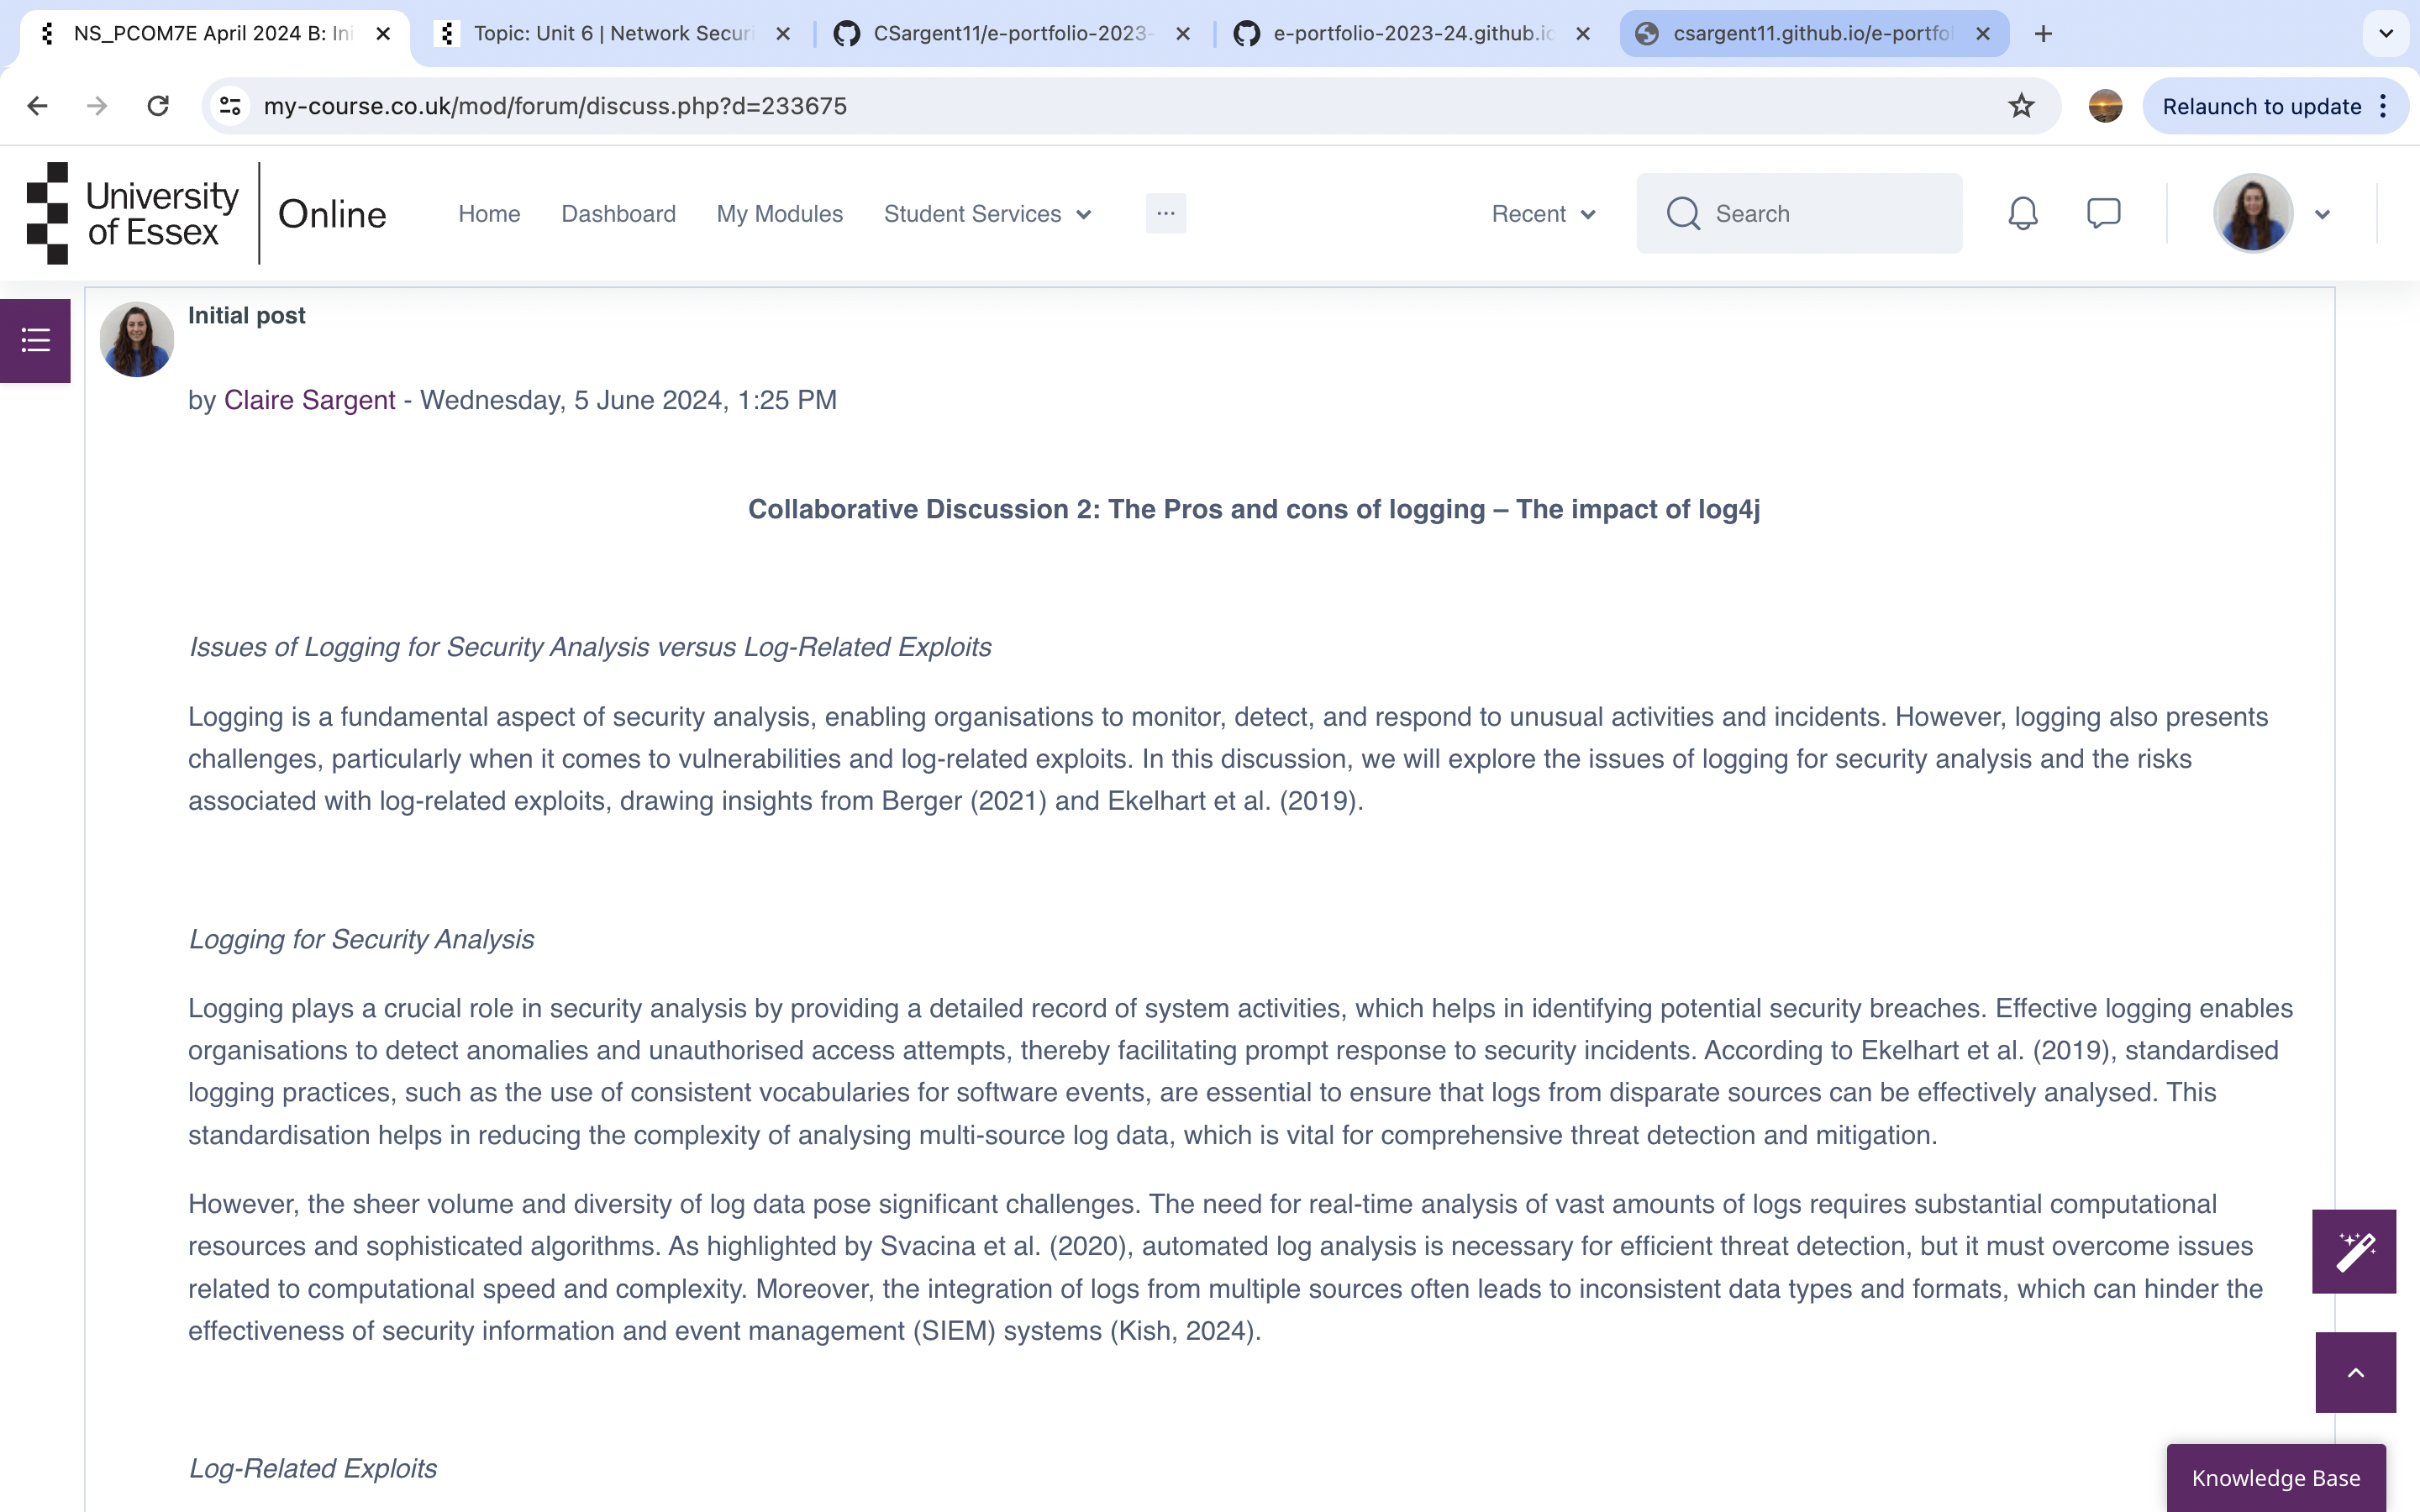 NS_PCOM7E April 2024 B: Ini
Topic: Unit 6 | Network Securi
CSargent11/e-portfolio-2023-
e-portfolio-2023-24.github.io
csargent11.github.io/e-portfol
my-course.co.uk/mod/forum/discuss.php?d=233675
Relaunch to update
University of Essex
Online
Home
Dashboard
My Modules
Student Services
Recent
Search
Initial post
by Claire Sargent - Wednesday, 5 June 2024, 1:25 PM
Collaborative Discussion 2: The Pros and cons of logging – The impact of log4j
Issues of Logging for Security Analysis versus Log-Related Exploits
Logging is a fundamental aspect of security analysis, enabling organisations to monitor, detect, and respond to unusual activities and incidents. However, logging also presents
challenges, particularly when it comes to vulnerabilities and log-related exploits. In this discussion, we will explore the issues of logging for security analysis and the risks
associated with log-related exploits, drawing insights from Berger (2021) and Ekelhart et al. (2019).
Logging for Security Analysis
Logging plays a crucial role in security analysis by providing a detailed record of system activities, which helps in identifying potential security breaches. Effective logging enables
organisations to detect anomalies and unauthorised access attempts, thereby facilitating prompt response to security incidents. According to Ekelhart et al. (2019), standardised
logging practices, such as the use of consistent vocabularies for software events, are essential to ensure that logs from disparate sources can be effectively analysed. This
standardisation helps in reducing the complexity of analysing multi-source log data, which is vital for comprehensive threat detection and mitigation.
However, the sheer volume and diversity of log data pose significant challenges. The need for real-time analysis of vast amounts of logs requires substantial computational
resources and sophisticated algorithms. As highlighted by Svacina et al. (2020), automated log analysis is necessary for efficient threat detection, but it must overcome issues
related to computational speed and complexity. Moreover, the integration of logs from multiple sources often leads to inconsistent data types and formats, which can hinder the
effectiveness of security information and event management (SIEM) systems (Kish, 2024).
Log-Related Exploits
Knowledge Base